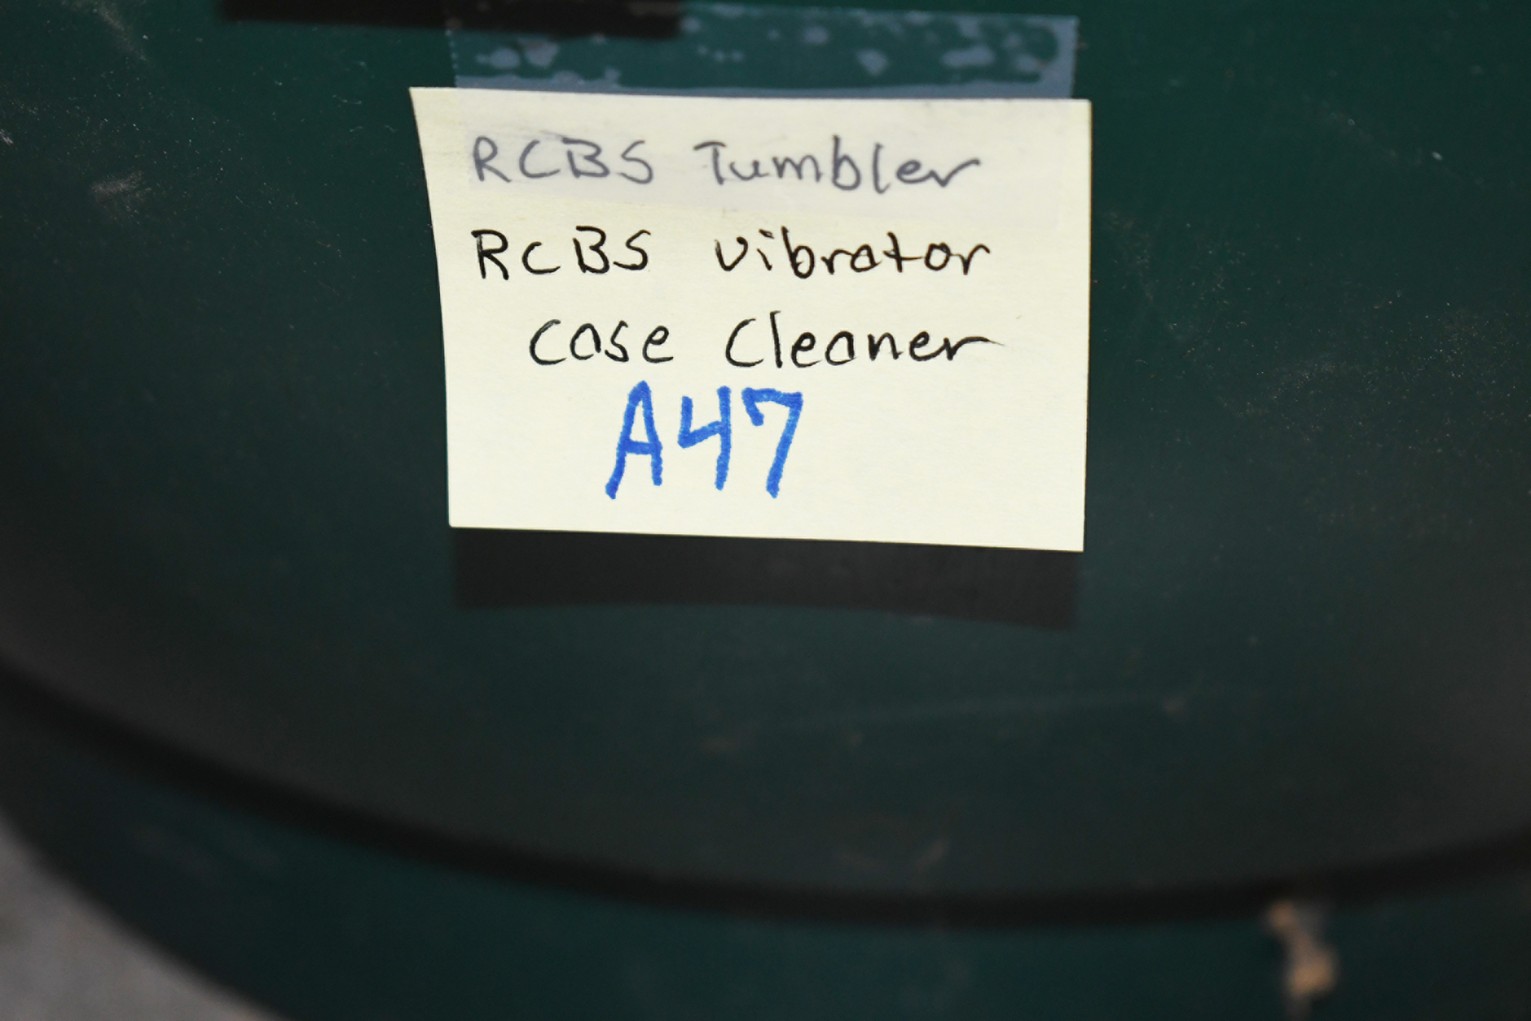 RCBS Tumbler
RCBS vibrator
case cleaner
A47